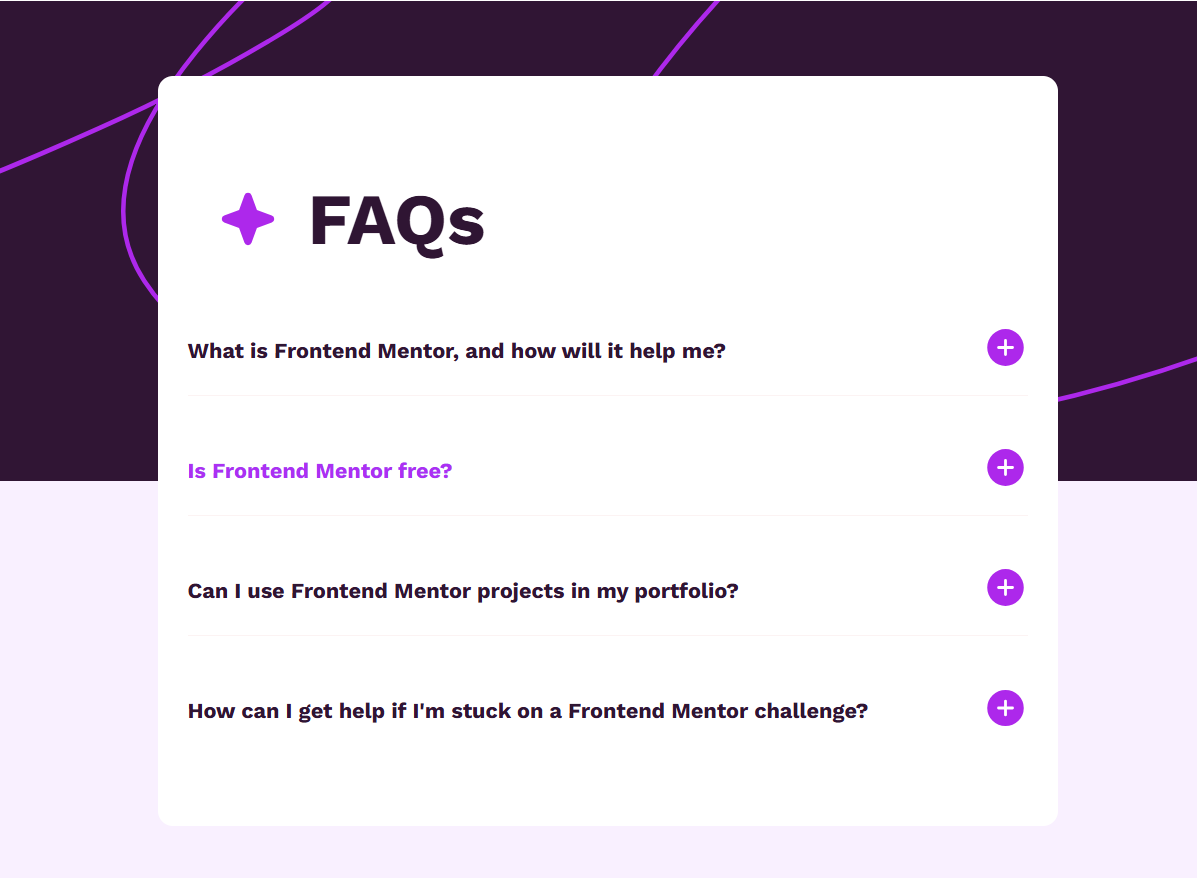 FAQs
What is Frontend Mentor, and how will it help me?
Is Frontend Mentor free?
Can I use Frontend Mentor projects in my portfolio?
How can I get help if I'm stuck on a Frontend Mentor challenge?